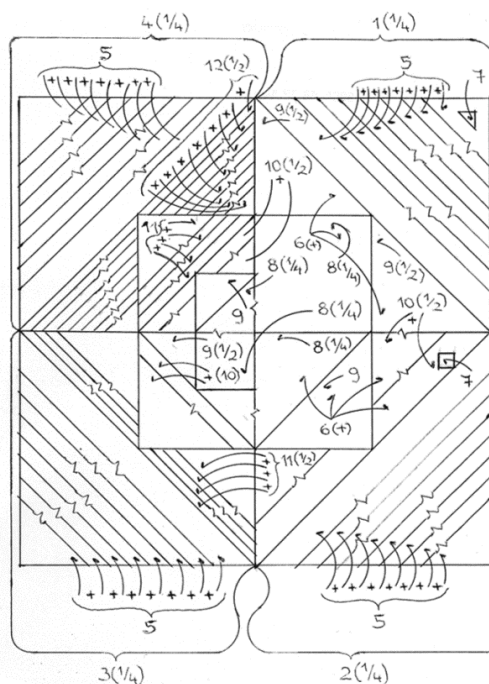 4(1/4) 1(1/4)
5 12(1/2) 5 7
+ + + + + + + + + + + + + + + +
+ 9(1/2)
+ + + + + + +
10(1/2)
+
11 +
6(+) 8(1/4) 9(1/2)
8(1/4)
9 8(1/4) 10(1/2)
+
9(1/2) 8(1/4)
+(10) 9 7
6(+)
+ + + + 11(1/2)
+ + + + + + + + + + + + + + + +
5 5
3(1/4) 2(1/4)